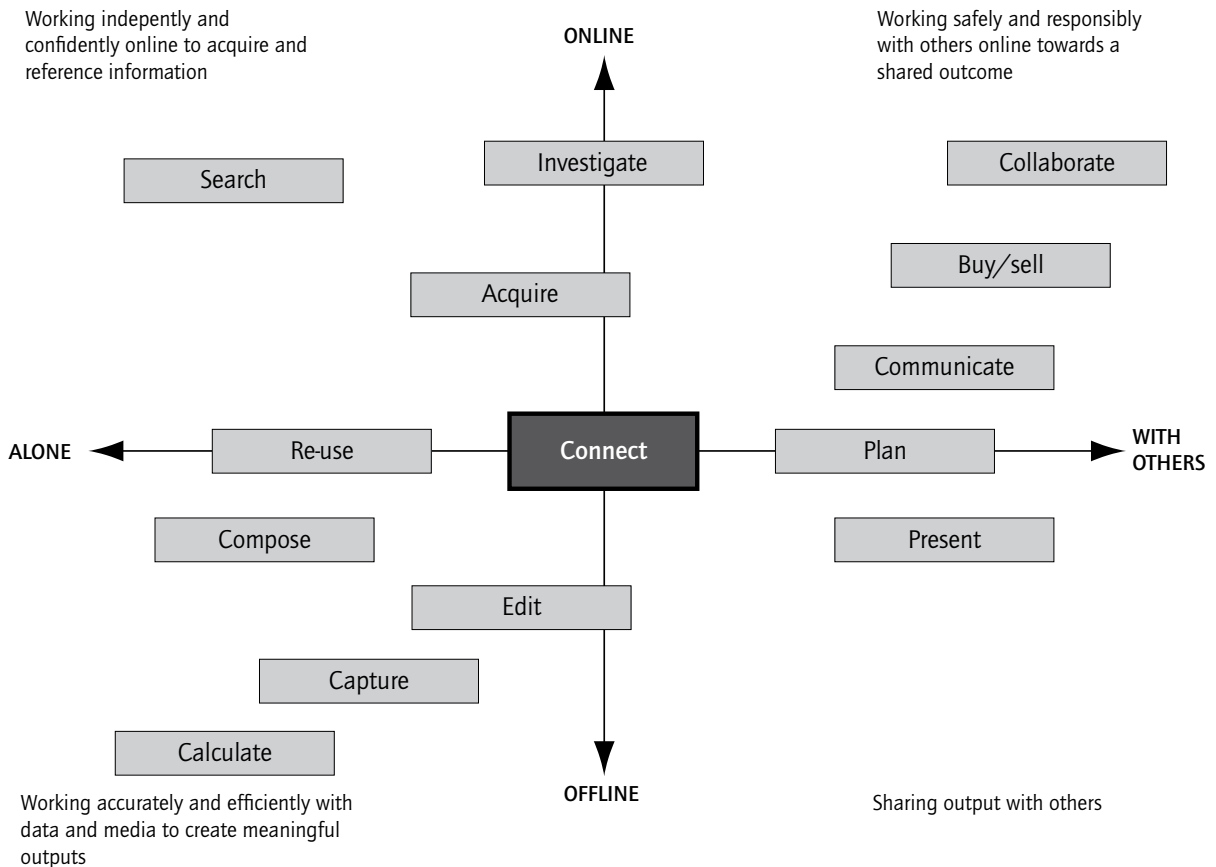 Working indepently and
confidently online to acquire and
reference information
ONLINE
Working safely and responsibly
with others online towards a
shared outcome
Search
Investigate
Collaborate
Buy/sell
Acquire
Communicate
ALONE
Re-use
Connect
Plan
WITH
OTHERS
Compose
Present
Edit
Capture
Calculate
OFFLINE
Working accurately and efficiently with
data and media to create meaningful
outputs
Sharing output with others